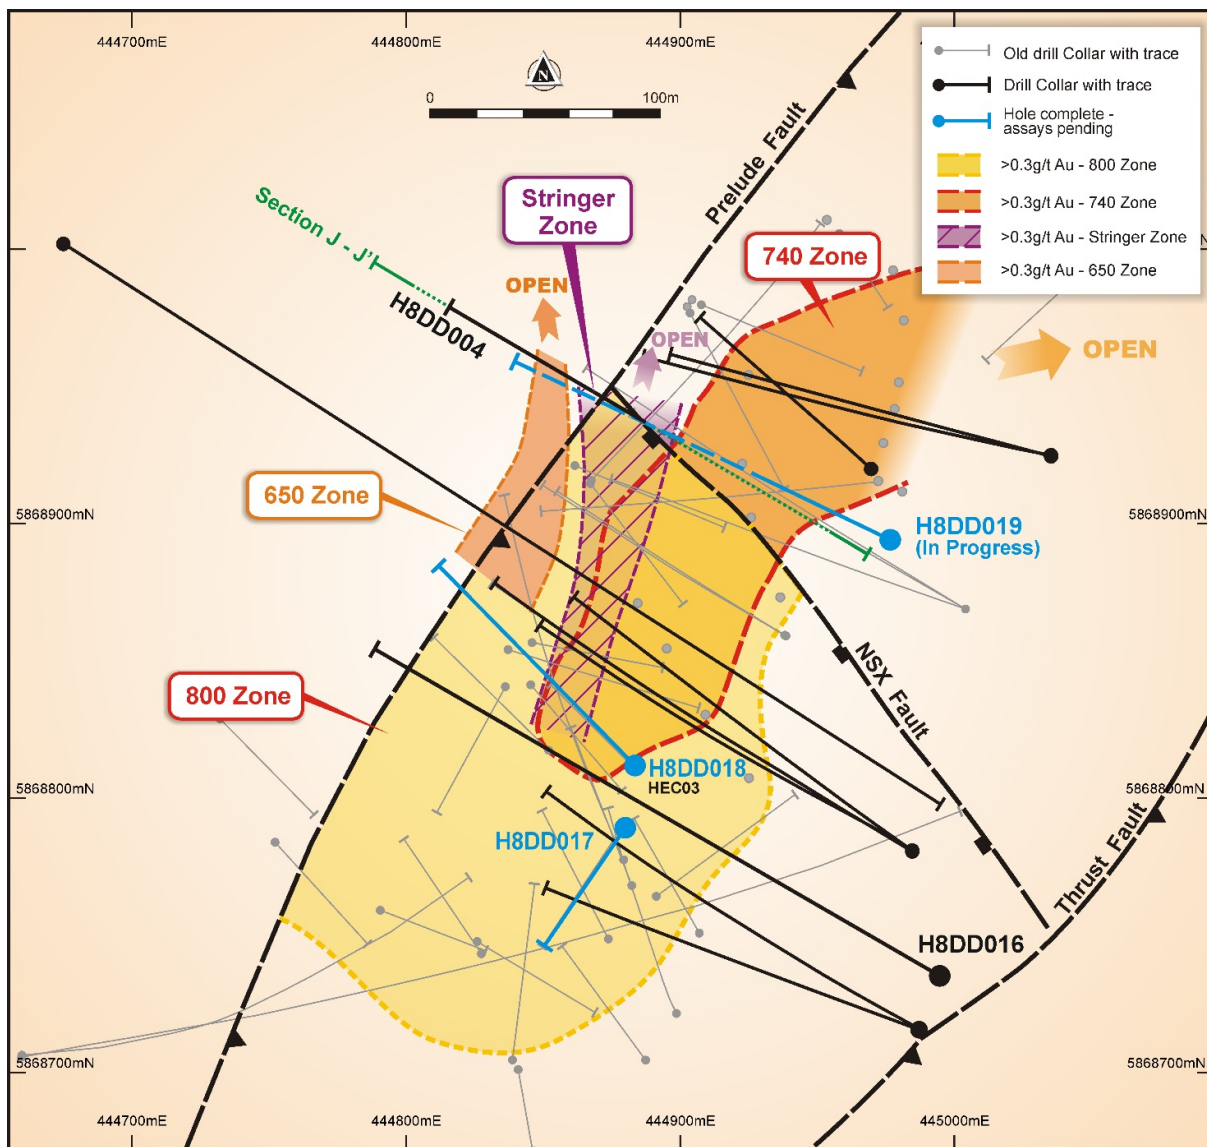 444700mE
444800mE
444900mE
N
0
100m
Old drill Collar with trace
Drill Collar with trace
Hole complete -
assays pending
>0.3g/t Au - 800 Zone
>0.3g/t Au - 740 Zone
>0.3g/t Au - Stringer Zone
>0.3g/t Au - 650 Zone
Prelude Fault
Stringer
Zone
Section J - J'
740 Zone
OPEN
H8DD004
OPEN
OPEN
650 Zone
5868900mN
5868900mN
H8DD019
(In Progress)
NSX Fault
800 Zone
H8DD018
HEC03
5868800mN
5868800mN
H8DD017
Thrust Fault
H8DD016
5868700mN
5868700mN
444700mE
444800mE
444900mE
445000mE